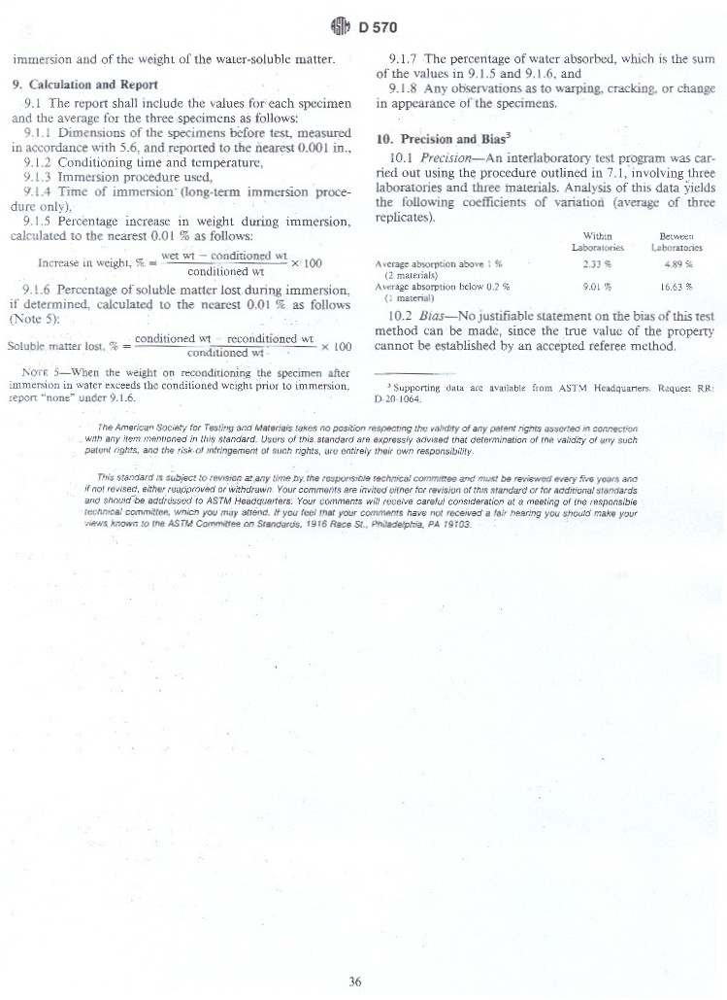 ASTM D 570
immersion and of the weight of the water-soluble matter.
9. Calculation and Report
9.1 The report shall include the values for each specimen
and the average for the three specimens as follows:
9.1.1 Dimensions of the specimens before test, measured
in accordance with 5.6, and reported to the nearest 0.001 in.,
9.1.2 Conditioning time and temperature,
9.1.3 Immersion procedure used,
9.1.4 Time of immersion (long-term immersion proce-
dure only),
9.1.5 Percentage increase in weight during immersion,
calculated to the nearest 0.01 % as follows:
Increase in weight, % = wet wt − conditioned wt / conditioned wt × 100
9.1.6 Percentage of soluble matter lost during immersion,
if determined, calculated to the nearest 0.01 % as follows
(Note 5):
Soluble matter lost, % = conditioned wt − reconditioned wt / conditioned wt × 100
NOTE 5—When the weight on reconditioning the specimen after
immersion in water exceeds the conditioned weight prior to immersion,
report "none" under 9.1.6.
9.1.7 The percentage of water absorbed, which is the sum
of the values in 9.1.5 and 9.1.6, and
9.1.8 Any observations as to warping, cracking, or change
in appearance of the specimens.
10. Precision and Bias³
10.1 Precision—An interlaboratory test program was car-
ried out using the procedure outlined in 7.1, involving three
laboratories and three materials. Analysis of this data yields
the following coefficients of variation (average of three
replicates).
Within Between
Laboratories Laboratories
Average absorption above 1 % 2.33 % 4.89 %
(2 materials)
Average absorption below 0.2 % 9.01 % 16.63 %
(1 material)
10.2 Bias—No justifiable statement on the bias of this test
method can be made, since the true value of the property
cannot be established by an accepted referee method.
³ Supporting data are available from ASTM Headquarters. Request RR:
D-20-1064.
The American Society for Testing and Materials takes no position respecting the validity of any patent rights asserted in connection
with any item mentioned in this standard. Users of this standard are expressly advised that determination of the validity of any such
patent rights, and the risk of infringement of such rights, are entirely their own responsibility.
This standard is subject to revision at any time by the responsible technical committee and must be reviewed every five years and
if not revised, either reapproved or withdrawn. Your comments are invited either for revision of this standard or for additional standards
and should be addressed to ASTM Headquarters. Your comments will receive careful consideration at a meeting of the responsible
technical committee, which you may attend. If you feel that your comments have not received a fair hearing you should make your
views known to the ASTM Committee on Standards, 1916 Race St., Philadelphia, PA 19103.
36